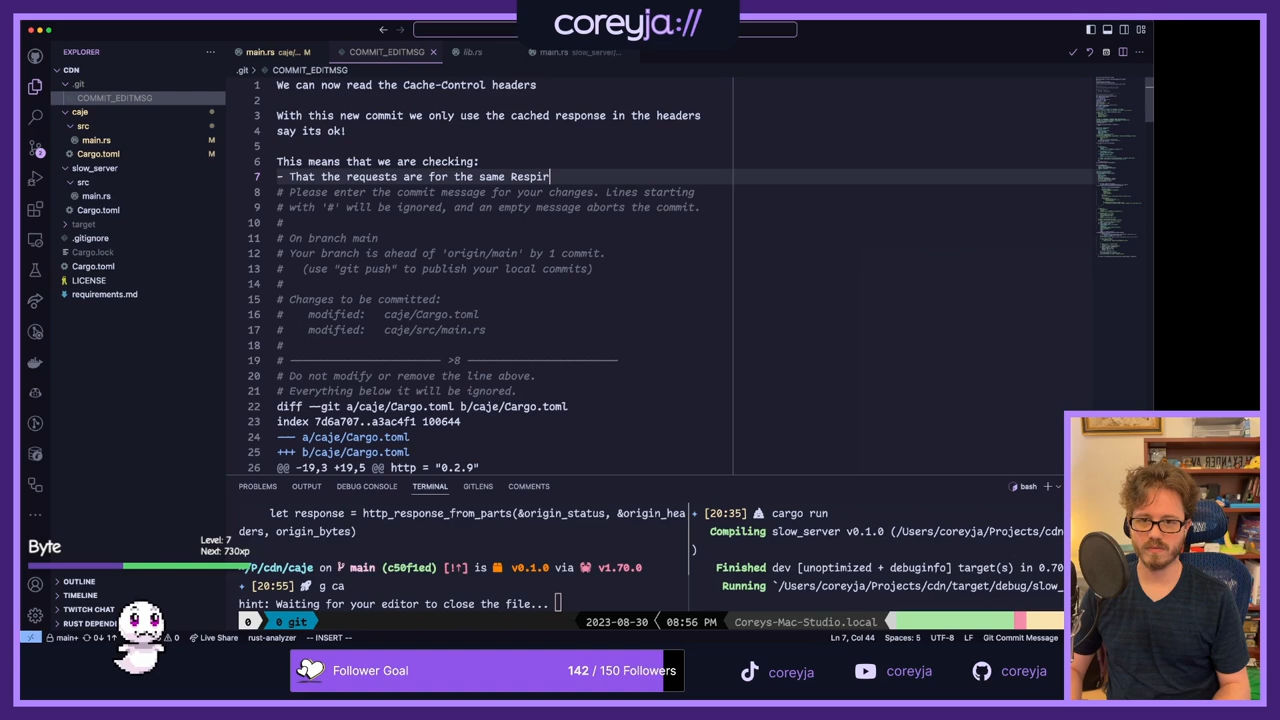 coreyja://
EXPLORER
main.rs caje/... M
COMMIT_EDITMSG
lib.rs
main.rs slow_server/...
CDN
.git
COMMIT_EDITMSG
caje
src
main.rs M
Cargo.toml M
slow_server
src
main.rs
Cargo.toml
target
.gitignore
Cargo.lock
Cargo.toml
LICENSE
requirements.md
.git > COMMIT_EDITMSG
1 We can now read the Cache-Control headers
2
3 With this new commit we only use the cached response in the headers
4 say its ok!
5
6 This means that we are checking:
7 - That the requests are for the same Respir
8 # Please enter the commit message for your changes. Lines starting
9 # with '#' will be ignored, and an empty message aborts the commit.
10 #
11 # On branch main
12 # Your branch is ahead of 'origin/main' by 1 commit.
13 # (use "git push" to publish your local commits)
14 #
15 # Changes to be committed:
16 # modified: caje/Cargo.toml
17 # modified: caje/src/main.rs
18 #
19 # ------------------------ >8 ------------------------
20 # Do not modify or remove the line above.
21 # Everything below it will be ignored.
22 diff --git a/caje/Cargo.toml b/caje/Cargo.toml
23 index 7d6a707..a3ac4f1 100644
24 --- a/caje/Cargo.toml
25 +++ b/caje/Cargo.toml
26 @@ -19,3 +19,5 @@ http = "0.2.9"
PROBLEMS OUTPUT DEBUG CONSOLE TERMINAL GITLENS COMMENTS
bash
let response = http_response_from_parts(&origin_status, &origin_hea
ders, origin_bytes)
/P/cdn/caje on main (c50f1ed) [!↑] is v0.1.0 via v1.70.0
[20:55] g ca
hint: Waiting for your editor to close the file...
[20:35] cargo run
Compiling slow_server v0.1.0 (/Users/coreyja/Projects/cdn
)
Finished dev [unoptimized + debuginfo] target(s) in 0.70
Running `/Users/coreyja/Projects/cdn/target/debug/slow_
0 0 git
2023-08-30 08:56 PM Coreys-Mac-Studio.local
Byte
Level: 7
Next: 730xp
OUTLINE
TIMELINE
TWITCH CHAT
RUST DEPEND
main+ 0↓ 1↑
0
Live Share
rust-analyzer
-- INSERT --
Ln 7, Col 44 Spaces: 5 UTF-8 LF Git Commit Message
Follower Goal
142 / 150 Followers
coreyja
coreyja
coreyja